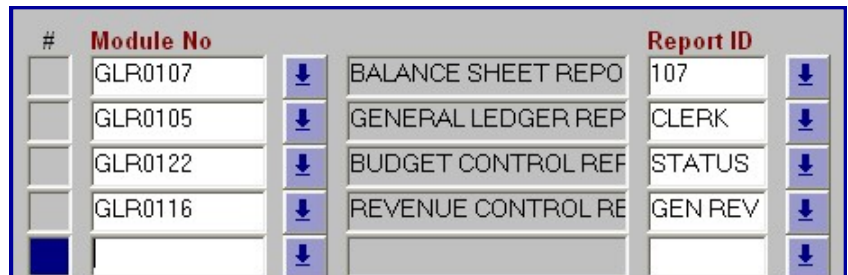 # Module No Report ID
GLR0107 BALANCE SHEET REPO 107
GLR0105 GENERAL LEDGER REP CLERK
GLR0122 BUDGET CONTROL REP STATUS
GLR0116 REVENUE CONTROL RE GEN REV